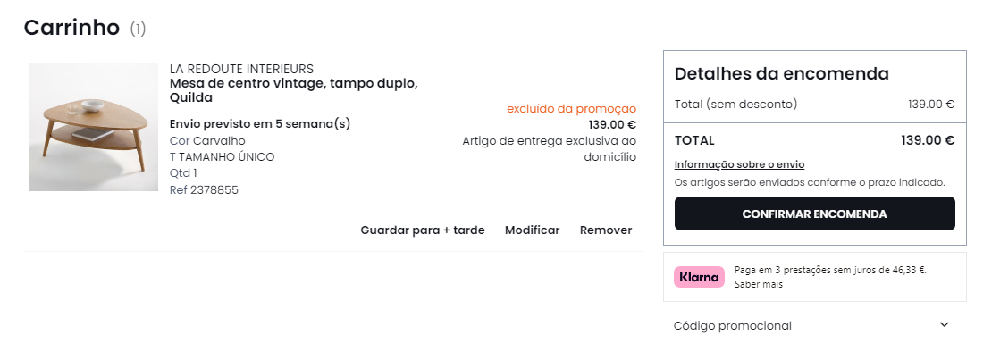 Carrinho (1)
LA REDOUTE INTERIEURS
Mesa de centro vintage, tampo duplo,
Quilda
Envio previsto em 5 semana(s)
Cor Carvalho
T TAMANHO ÚNICO
Qtd 1
Ref 2378855
excluído da promoção
139.00 €
Artigo de entrega exclusiva ao
domicílio
Guardar para + tarde Modificar Remover
Detalhes da encomenda
Total (sem desconto) 139.00 €
TOTAL 139.00 €
Informação sobre o envio
Os artigos serão enviados conforme o prazo indicado.
CONFIRMAR ENCOMENDA
Klarna
Paga em 3 prestações sem juros de 46,33 €.
Saber mais
Código promocional